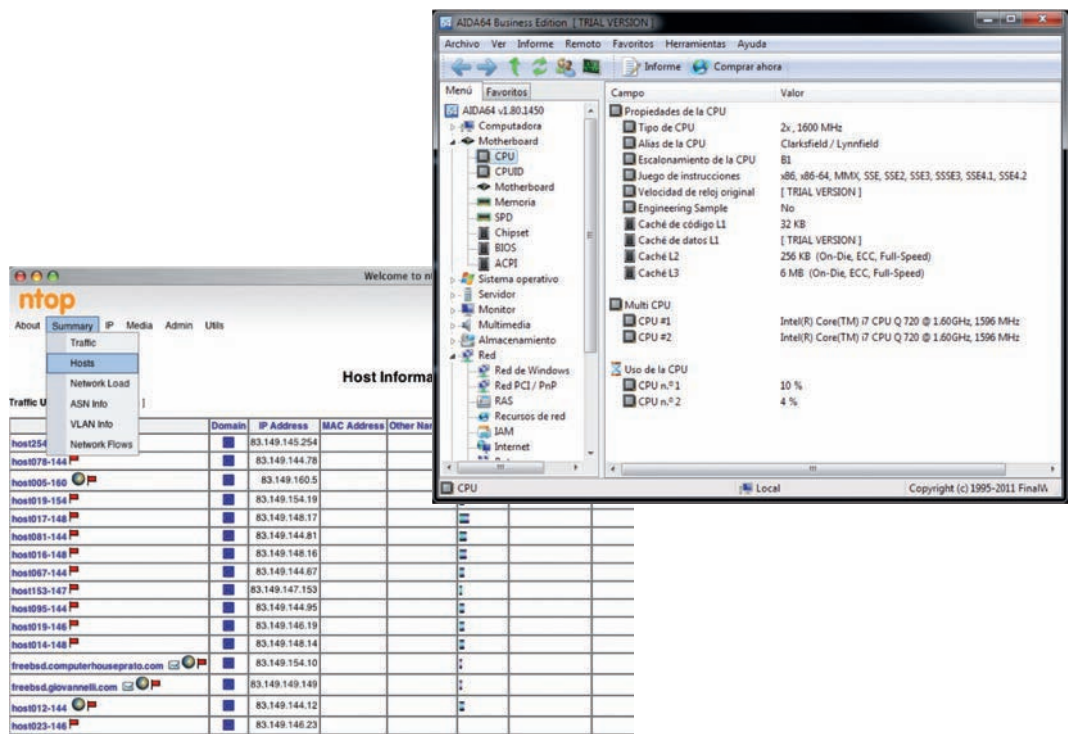 AIDA64 Business Edition [ TRIAL VERSION ]
Archivo Ver Informe Remoto Favoritos Herramientas Ayuda
Informe Comprar ahora
Menú Favoritos
AIDA64 v1.80.1450
Computadora
Motherboard
CPU
CPUID
Motherboard
Memoria
SPD
Chipset
BIOS
ACPI
Sistema operativo
Servidor
Monitor
Multimedia
Almacenamiento
Red
Red de Windows
Red PCI / PnP
RAS
Recursos de red
IAM
Internet
Campo Valor
Propiedades de la CPU
Tipo de CPU 2x , 1600 MHz
Alias de la CPU Clarksfield / Lynnfield
Escalonamiento de la CPU B1
Juego de instrucciones x86, x86-64, MMX, SSE, SSE2, SSE3, SSSE3, SSE4.1, SSE4.2
Velocidad de reloj original [ TRIAL VERSION ]
Engineering Sample No
Caché de código L1 32 KB
Caché de datos L1 [ TRIAL VERSION ]
Caché L2 256 KB (On-Die, ECC, Full-Speed)
Caché L3 6 MB (On-Die, ECC, Full-Speed)
Multi CPU
CPU #1 Intel(R) Core(TM) i7 CPU Q 720 @ 1.60GHz, 1596 MHz
CPU #2 Intel(R) Core(TM) i7 CPU Q 720 @ 1.60GHz, 1596 MHz
Uso de la CPU
CPU n.º 1 10 %
CPU n.º 2 4 %
CPU Local Copyright (c) 1995-2011 FinalW
Welcome to nt
ntop
About Summary IP Media Admin Utils
Traffic
Hosts
Network Load
ASN Info
VLAN Info
Network Flows
Host Informa
Traffic U ]
Domain IP Address MAC Address Other Nar
host254 83.149.145.254
host078-144 83.149.144.78
host005-160 83.149.160.5
host019-154 83.149.154.19
host017-148 83.149.148.17
host081-144 83.149.144.81
host016-148 83.149.148.16
host067-144 83.149.144.67
host153-147 83.149.147.153
host095-144 83.149.144.95
host019-146 83.149.146.19
host014-148 83.149.148.14
freebsd.computerhouseprato.com 83.149.154.10
freebsd.giovannelli.com 83.149.149.149
host012-144 83.149.144.12
host023-146 83.149.146.23